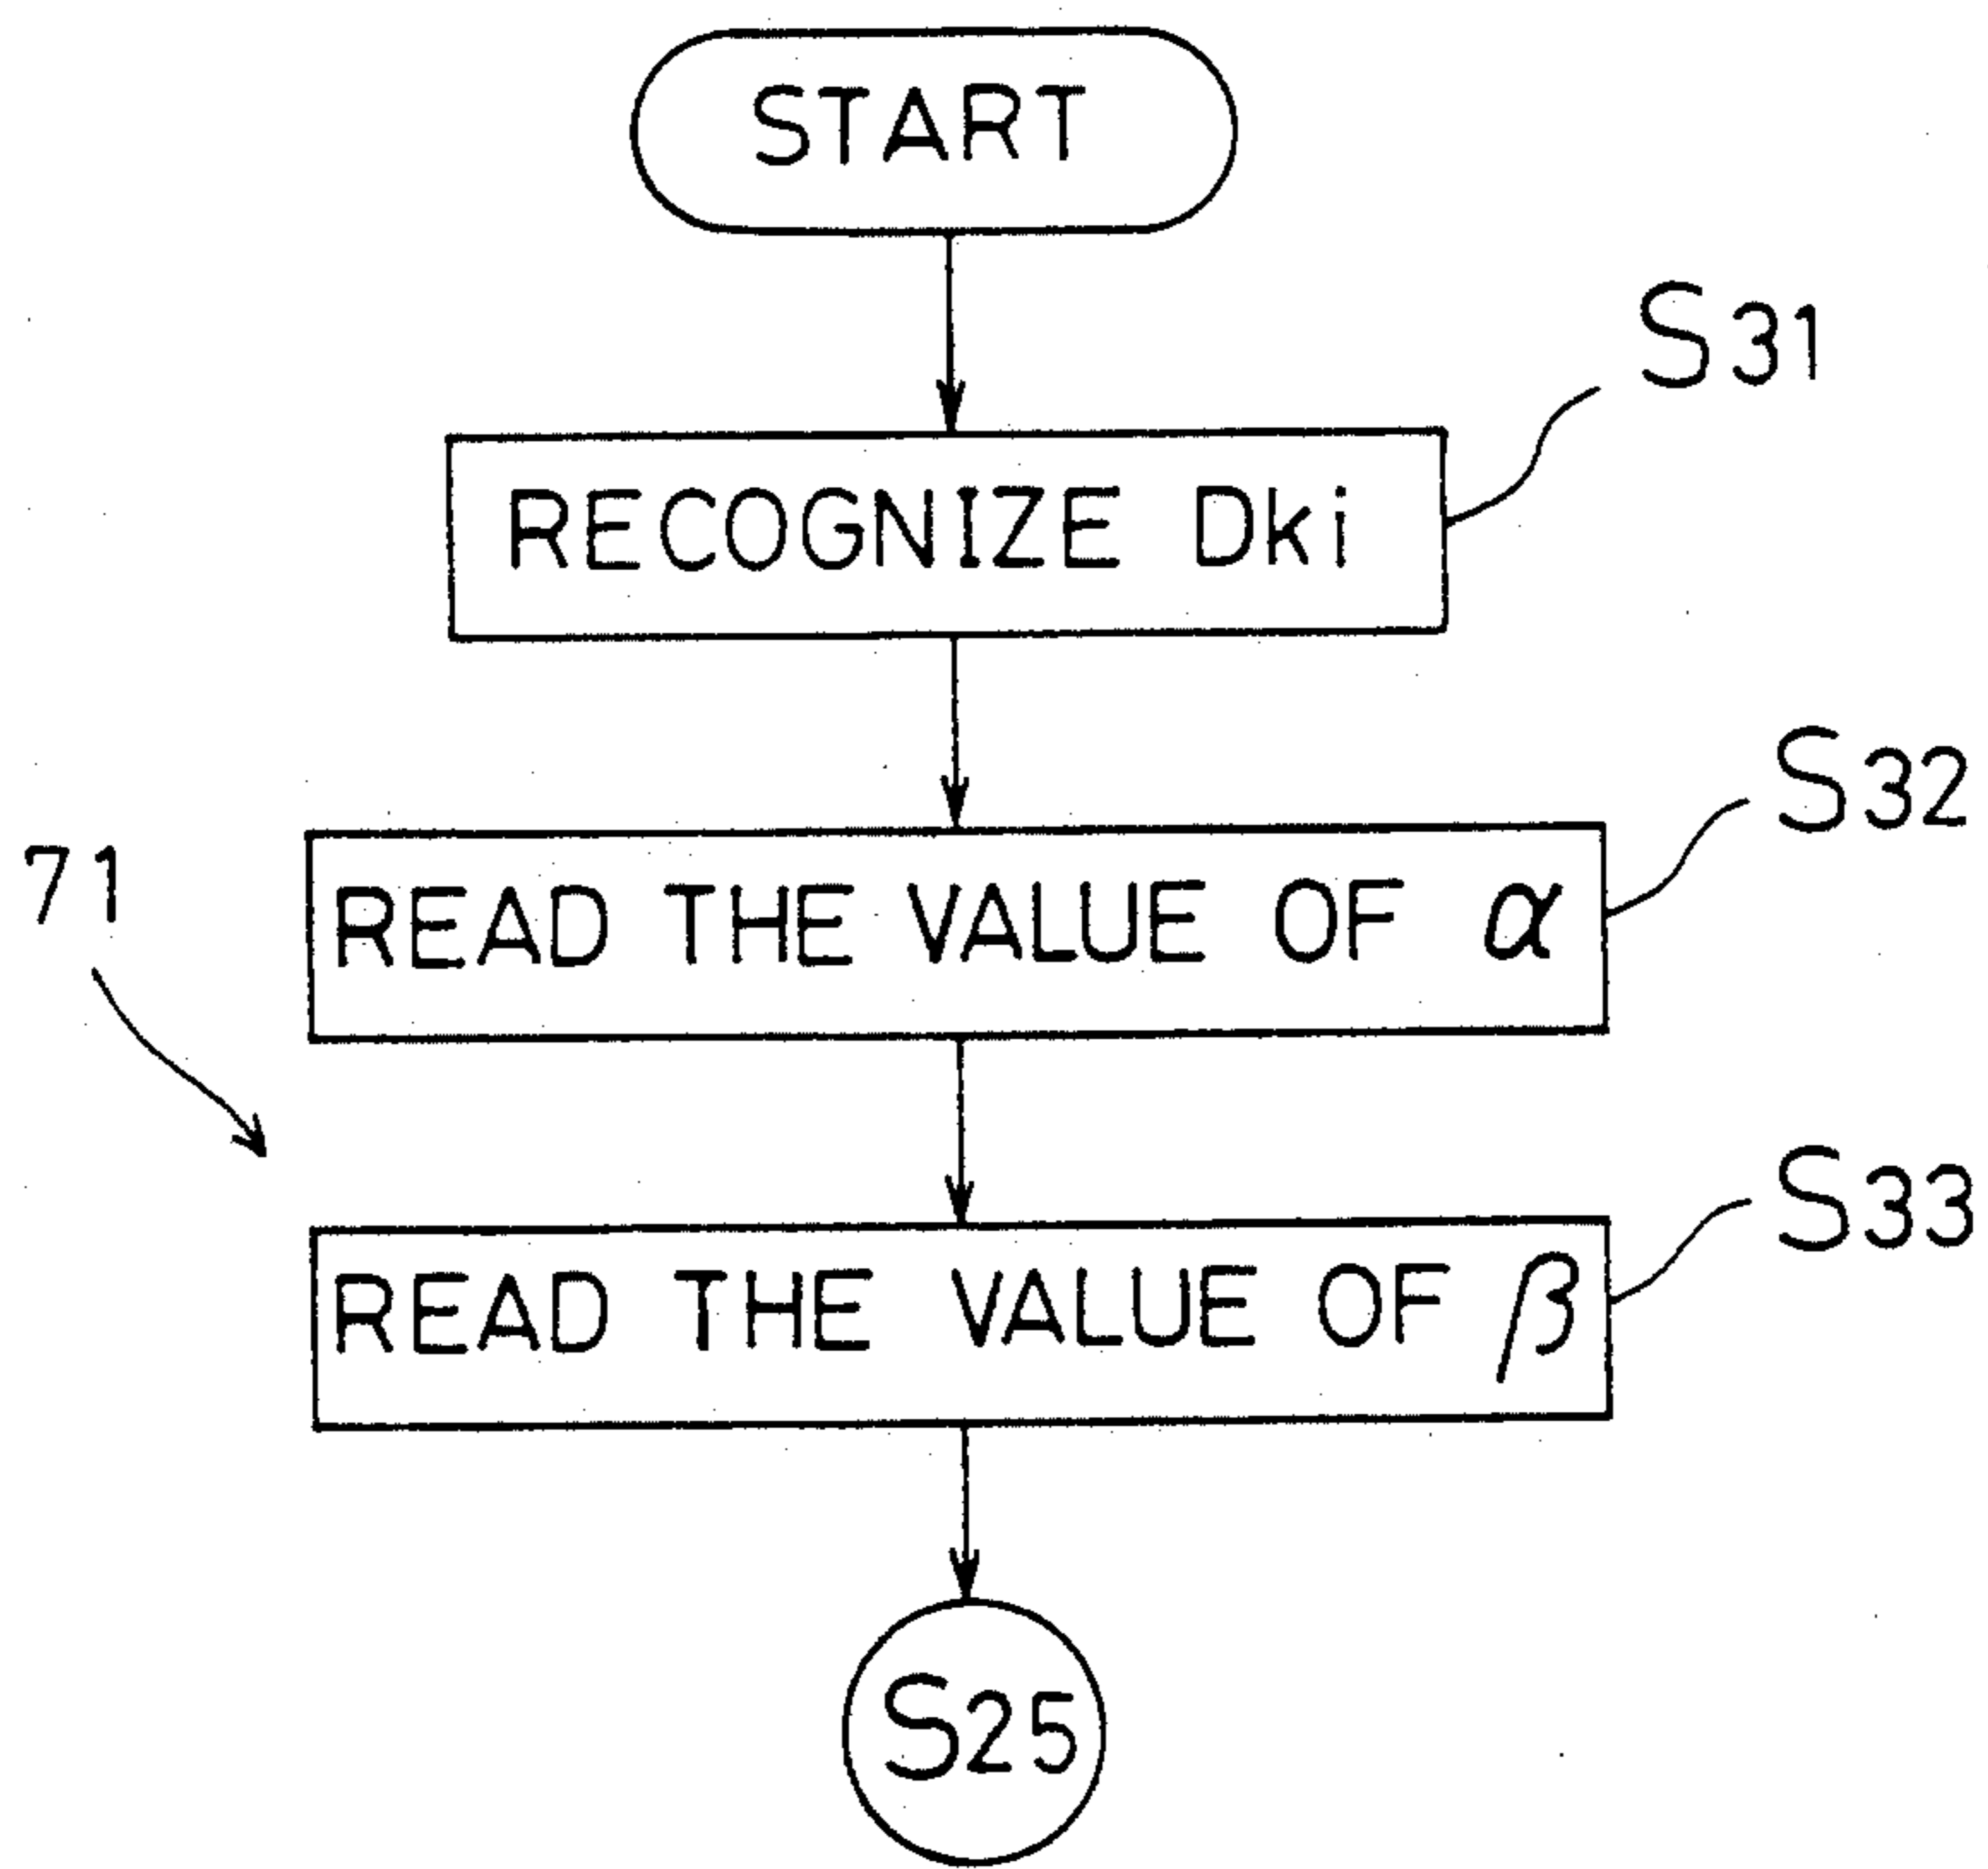 START
S31
RECOGNIZE Dki
S32
71
READ THE VALUE OF α
S33
READ THE VALUE OF β
S25